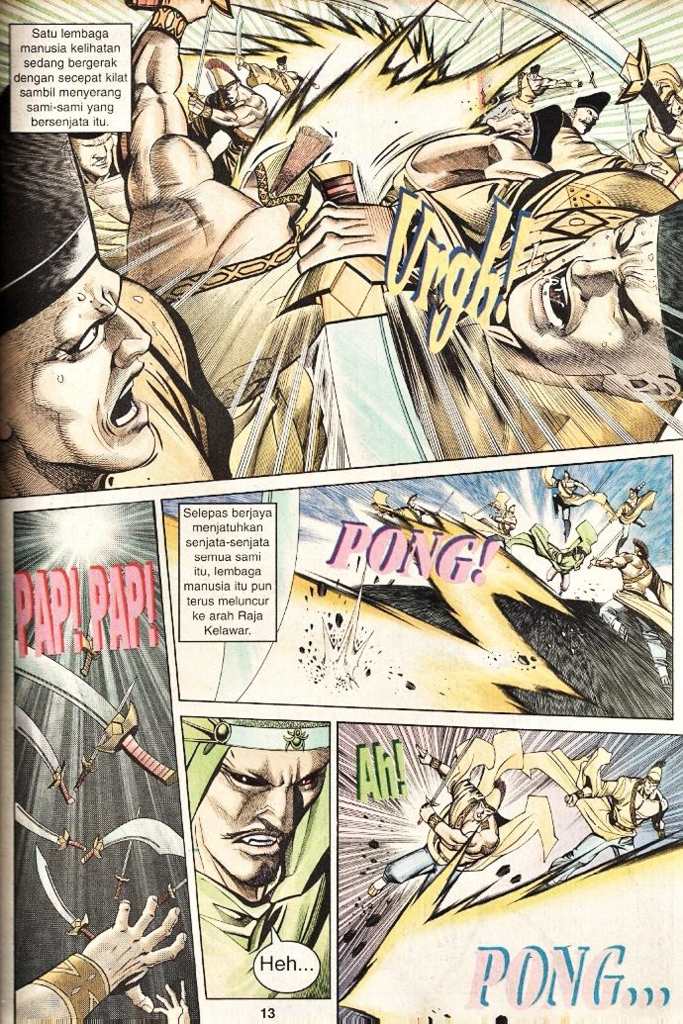 Satu lembaga
manusia kelihatan
sedang bergerak
dengan secepat kilat
sambil menyerang
sami-sami yang
bersenjata itu.
Urgh!
PAP! PAP!
Selepas berjaya
menjatuhkan
senjata-senjata
semua sami
itu, lembaga
manusia itu pun
terus meluncur
ke arah Raja
Kelawar.
PONG!
Heh...
Ah!
PONG...
13